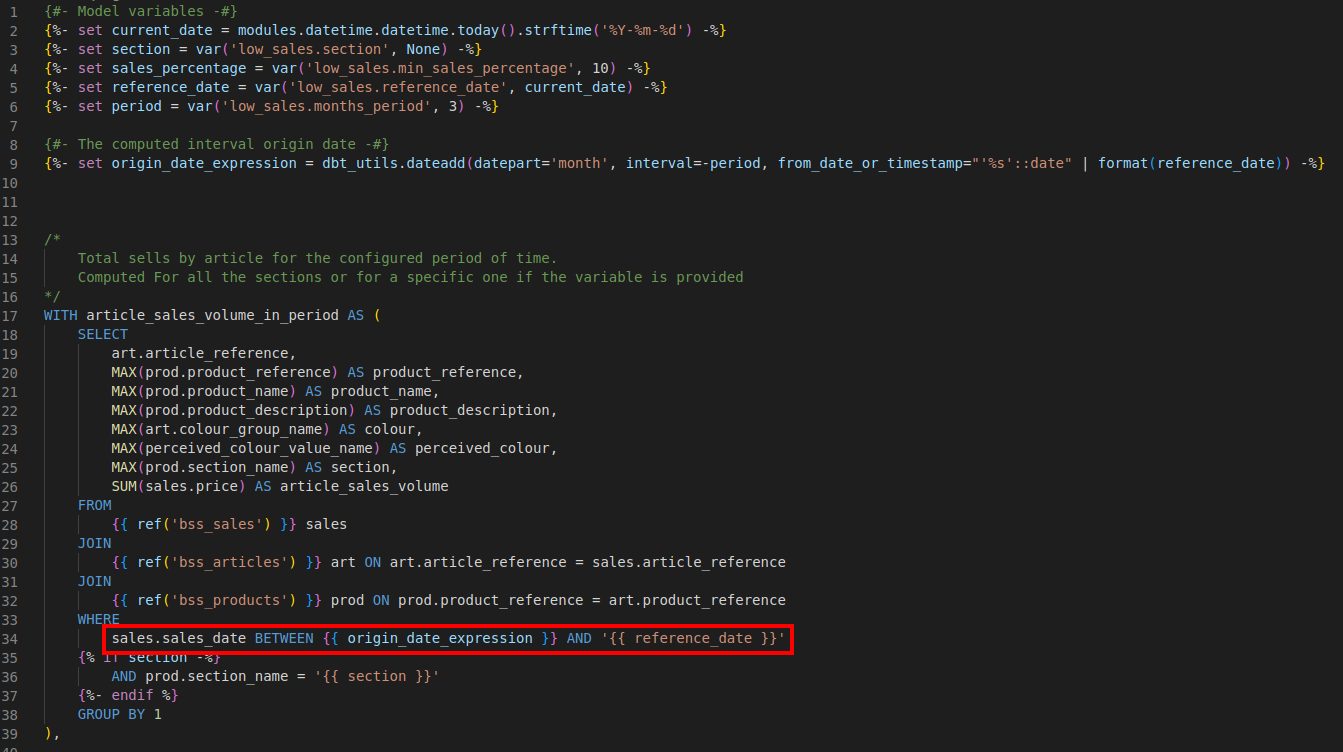 1 {#- Model variables -#}
2 {%- set current_date = modules.datetime.datetime.today().strftime('%Y-%m-%d') -%}
3 {%- set section = var('low_sales.section', None) -%}
4 {%- set sales_percentage = var('low_sales.min_sales_percentage', 10) -%}
5 {%- set reference_date = var('low_sales.reference_date', current_date) -%}
6 {%- set period = var('low_sales.months_period', 3) -%}
7
8 {#- The computed interval origin date -#}
9 {%- set origin_date_expression = dbt_utils.dateadd(datepart='month', interval=-period, from_date_or_timestamp="'%s'::date" | format(reference_date)) -%}
10
11
12
13 /*
14 Total sells by article for the configured period of time.
15 Computed For all the sections or for a specific one if the variable is provided
16 */
17 WITH article_sales_volume_in_period AS (
18 SELECT
19 art.article_reference,
20 MAX(prod.product_reference) AS product_reference,
21 MAX(prod.product_name) AS product_name,
22 MAX(prod.product_description) AS product_description,
23 MAX(art.colour_group_name) AS colour,
24 MAX(perceived_colour_value_name) AS perceived_colour,
25 MAX(prod.section_name) AS section,
26 SUM(sales.price) AS article_sales_volume
27 FROM
28 {{ ref('bss_sales') }} sales
29 JOIN
30 {{ ref('bss_articles') }} art ON art.article_reference = sales.article_reference
31 JOIN
32 {{ ref('bss_products') }} prod ON prod.product_reference = art.product_reference
33 WHERE
34 sales.sales_date BETWEEN {{ origin_date_expression }} AND '{{ reference_date }}'
35 {% if section -%}
36 AND prod.section_name = '{{ section }}'
37 {%- endif %}
38 GROUP BY 1
39 ),